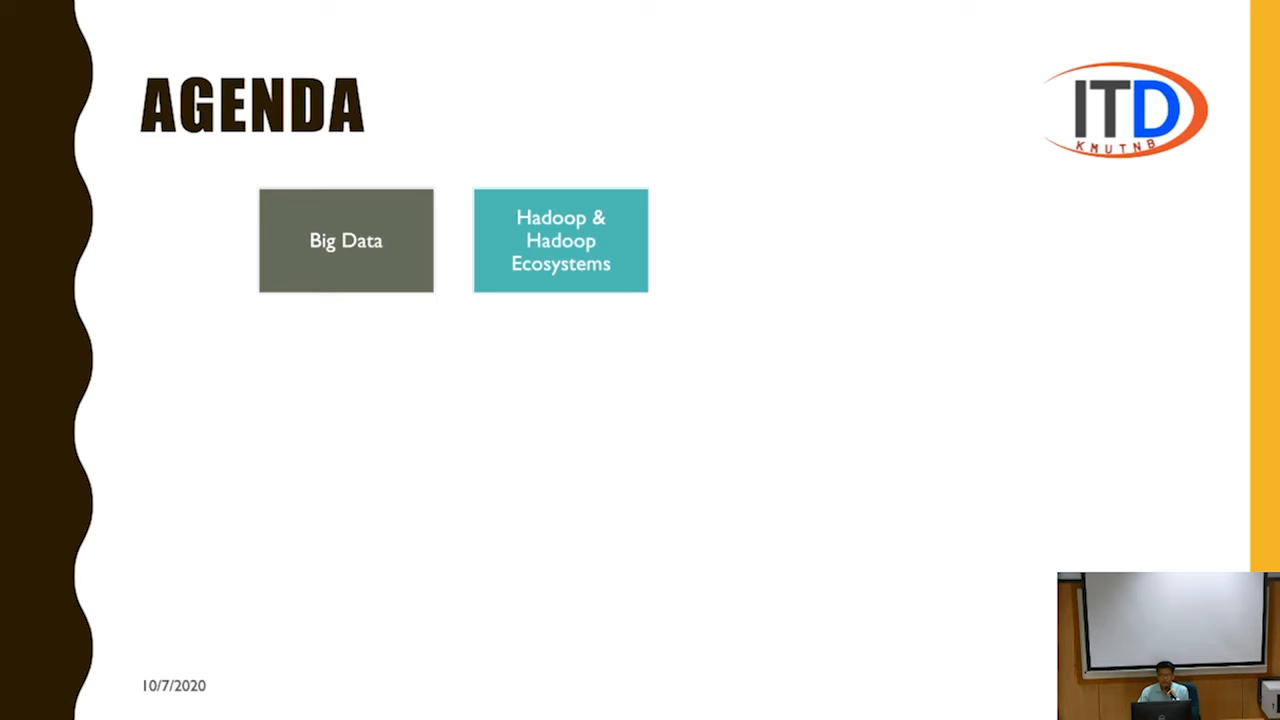 AGENDA
ITD
KMUTNB
Big Data
Hadoop &
Hadoop
Ecosystems
10/7/2020